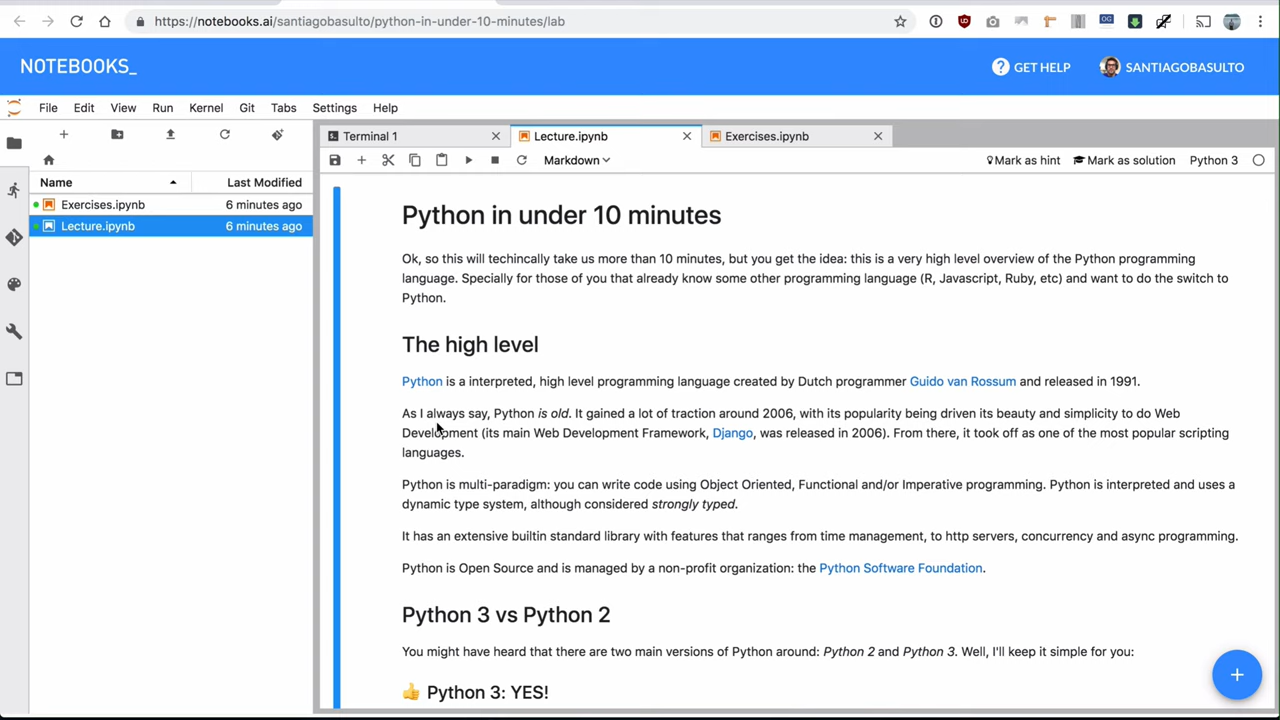 https://notebooks.ai/santiagobasulto/python-in-under-10-minutes/lab
NOTEBOOKS_
GET HELP
SANTIAGOBASULTO
File Edit View Run Kernel Git Tabs Settings Help
Terminal 1
Lecture.ipynb
Exercises.ipynb
Markdown
Mark as hint
Mark as solution
Python 3
Name
Last Modified
Exercises.ipynb 6 minutes ago
Lecture.ipynb 6 minutes ago
Python in under 10 minutes
Ok, so this will techincally take us more than 10 minutes, but you get the idea: this is a very high level overview of the Python programming
language. Specially for those of you that already know some other programming language (R, Javascript, Ruby, etc) and want to do the switch to
Python.
The high level
Python is a interpreted, high level programming language created by Dutch programmer Guido van Rossum and released in 1991.
As I always say, Python is old. It gained a lot of traction around 2006, with its popularity being driven its beauty and simplicity to do Web
Development (its main Web Development Framework, Django, was released in 2006). From there, it took off as one of the most popular scripting
languages.
Python is multi-paradigm: you can write code using Object Oriented, Functional and/or Imperative programming. Python is interpreted and uses a
dynamic type system, although considered strongly typed.
It has an extensive builtin standard library with features that ranges from time management, to http servers, concurrency and async programming.
Python is Open Source and is managed by a non-profit organization: the Python Software Foundation.
Python 3 vs Python 2
You might have heard that there are two main versions of Python around: Python 2 and Python 3. Well, I'll keep it simple for you:
👍 Python 3: YES!